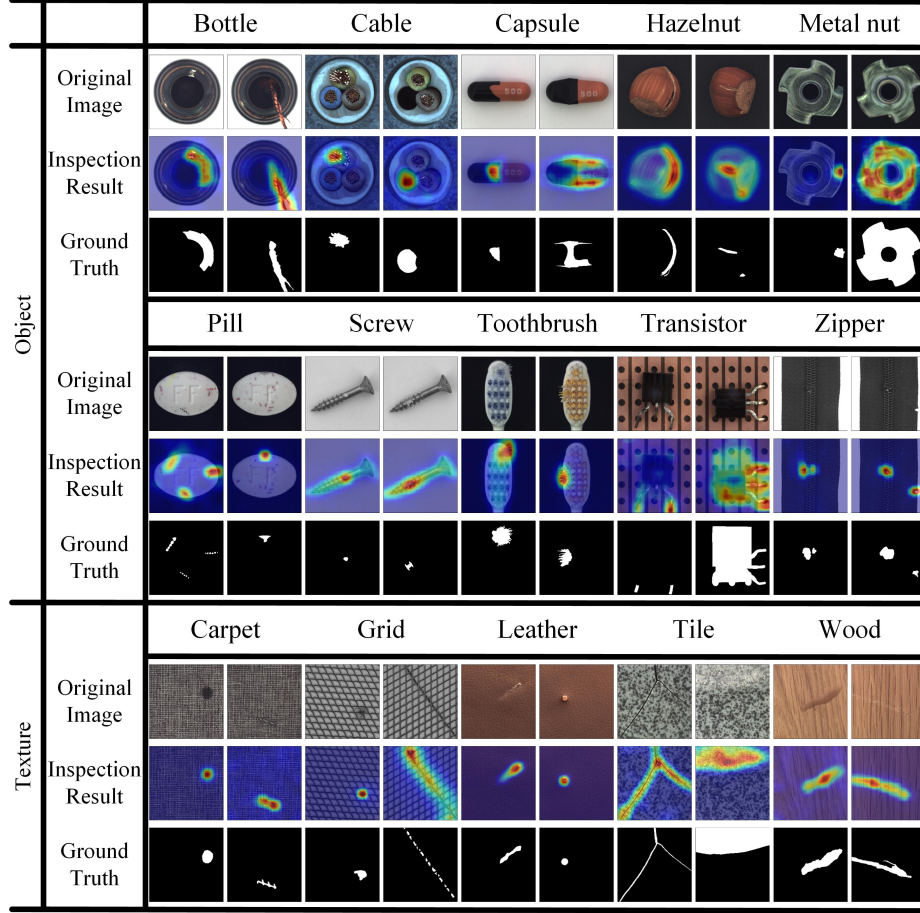 Bottle Cable Capsule Hazelnut Metal nut
Object
Original
Image
500 500
Inspection
Result
500
Ground
Truth
Pill Screw Toothbrush Transistor Zipper
Original
Image
FF
Inspection
Result
Ground
Truth
Texture
Carpet Grid Leather Tile Wood
Original
Image
Inspection
Result
Ground
Truth